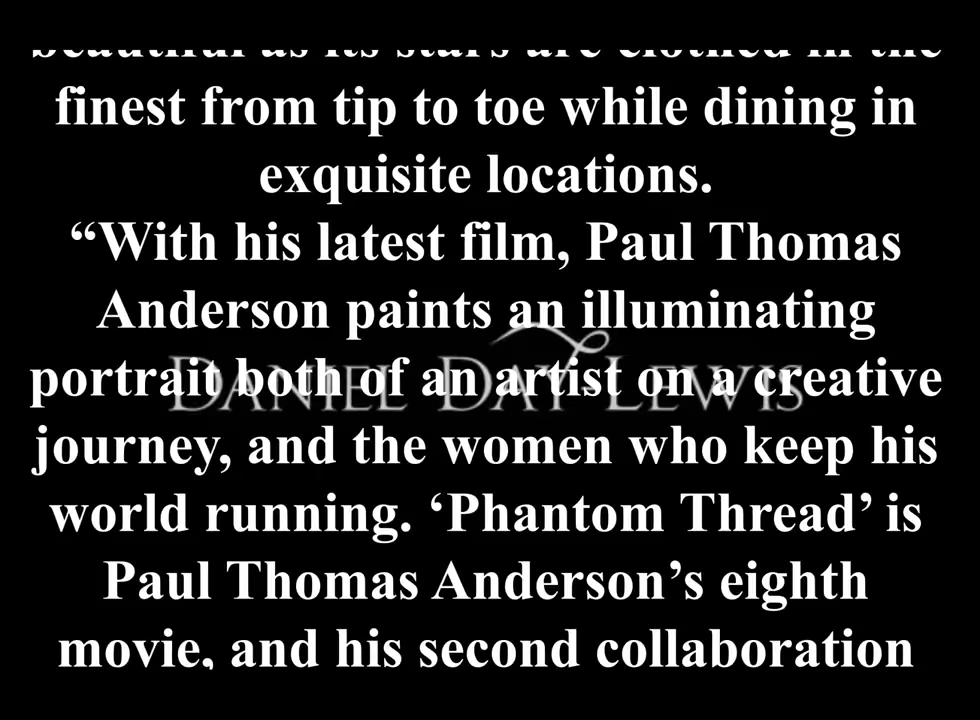 beautiful as its stars are clothed in the
finest from tip to toe while dining in
exquisite locations.
“With his latest film, Paul Thomas
Anderson paints an illuminating
portrait both of an artist on a creative
DANIEL DAY LEWIS
journey, and the women who keep his
world running. ‘Phantom Thread’ is
Paul Thomas Anderson’s eighth
movie, and his second collaboration